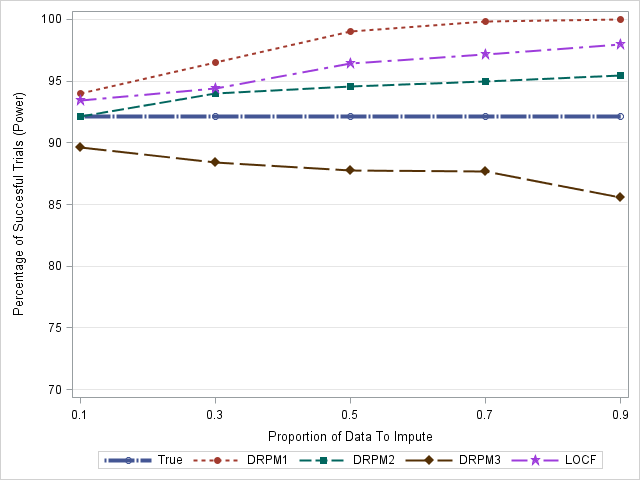 100
95
90
85
80
75
70
Percentage of Succesful Trials (Power)
0.1 0.3 0.5 0.7 0.9
Proportion of Data To Impute
True DRPM1 DRPM2 DRPM3 LOCF